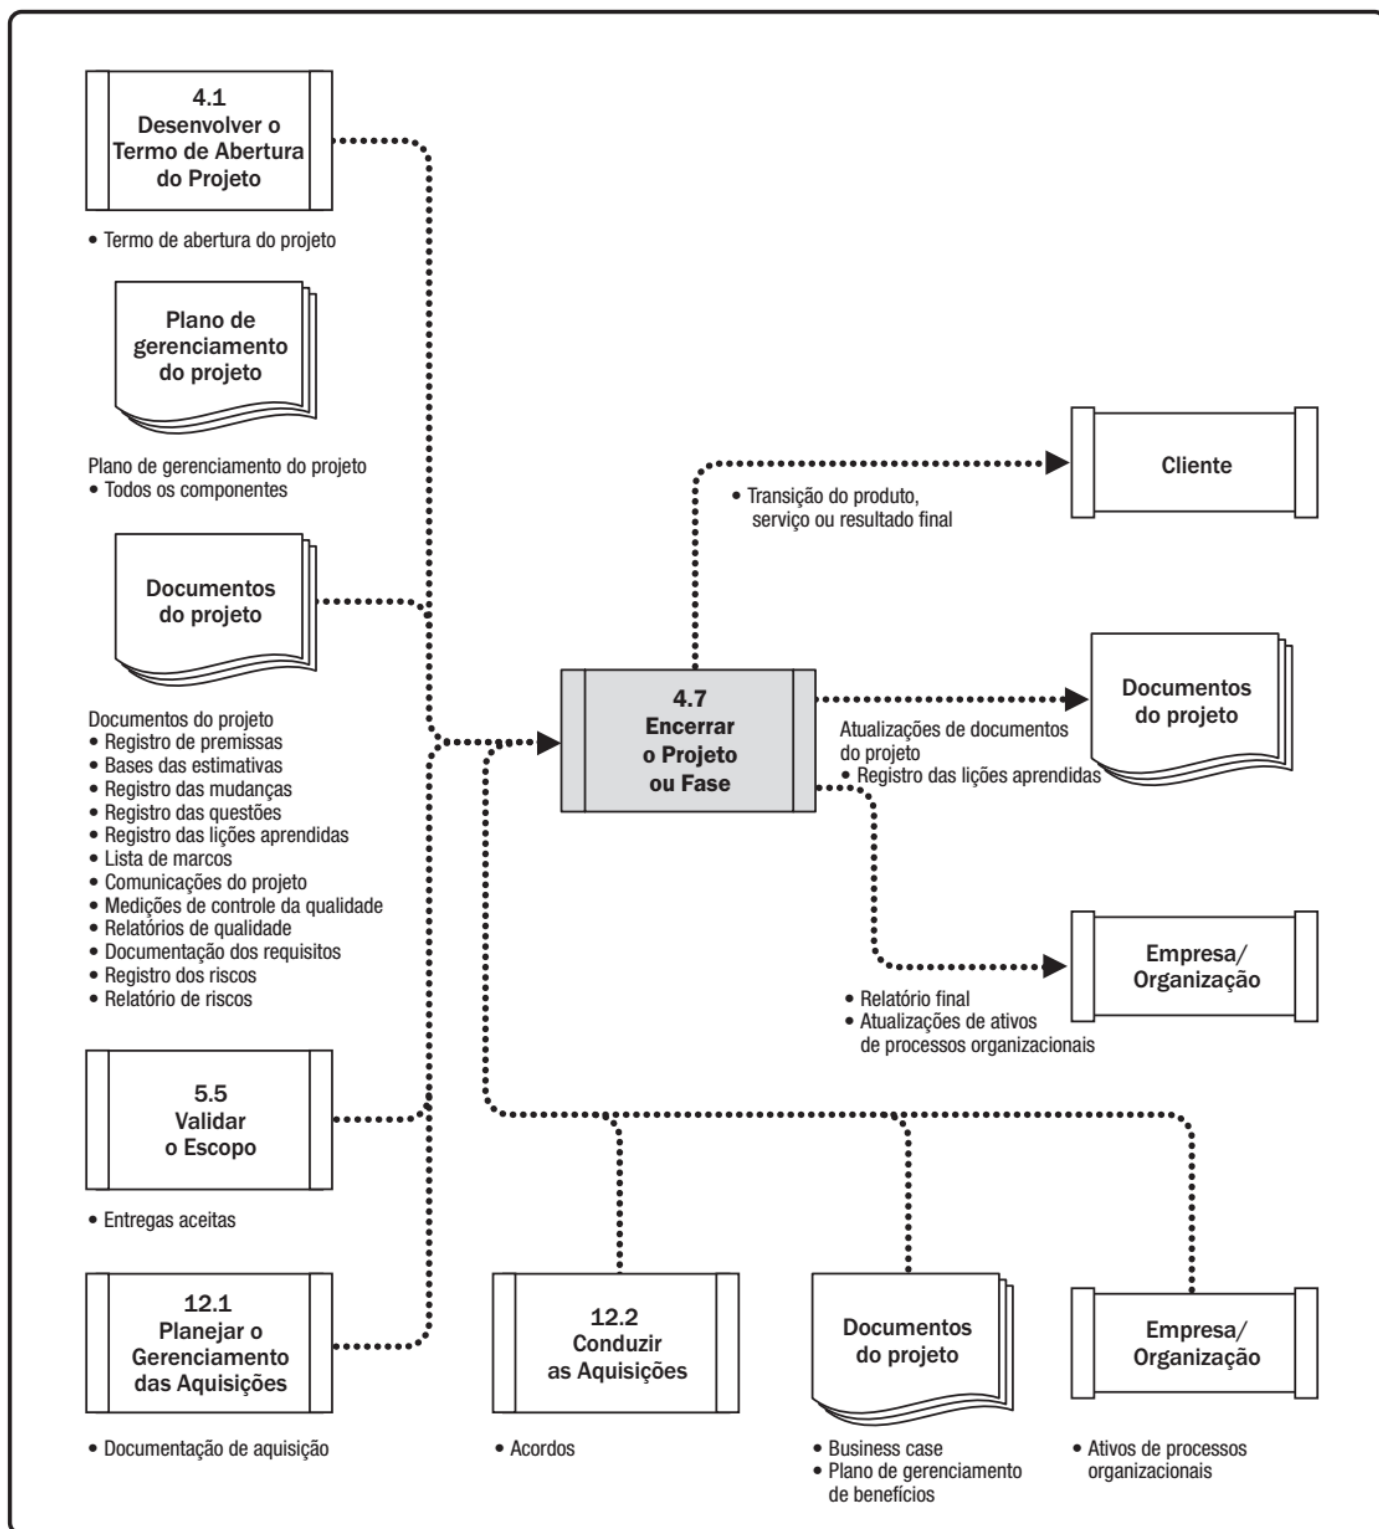 4.1
Desenvolver o
Termo de Abertura
do Projeto
• Termo de abertura do projeto
Plano de
gerenciamento
do projeto
Plano de gerenciamento do projeto
• Todos os componentes
Documentos
do projeto
Documentos do projeto
• Registro de premissas
• Bases das estimativas
• Registro das mudanças
• Registro das questões
• Registro das lições aprendidas
• Lista de marcos
• Comunicações do projeto
• Medições de controle da qualidade
• Relatórios de qualidade
• Documentação dos requisitos
• Registro dos riscos
• Relatório de riscos
5.5
Validar
o Escopo
• Entregas aceitas
12.1
Planejar o
Gerenciamento
das Aquisições
• Documentação de aquisição
4.7
Encerrar
o Projeto
ou Fase
• Transição do produto,
serviço ou resultado final
Cliente
Atualizações de documentos
do projeto
• Registro das lições aprendidas
Documentos
do projeto
• Relatório final
• Atualizações de ativos
de processos organizacionais
Empresa/
Organização
12.2
Conduzir
as Aquisições
• Acordos
Documentos
do projeto
• Business case
• Plano de gerenciamento
de benefícios
Empresa/
Organização
• Ativos de processos
organizacionais